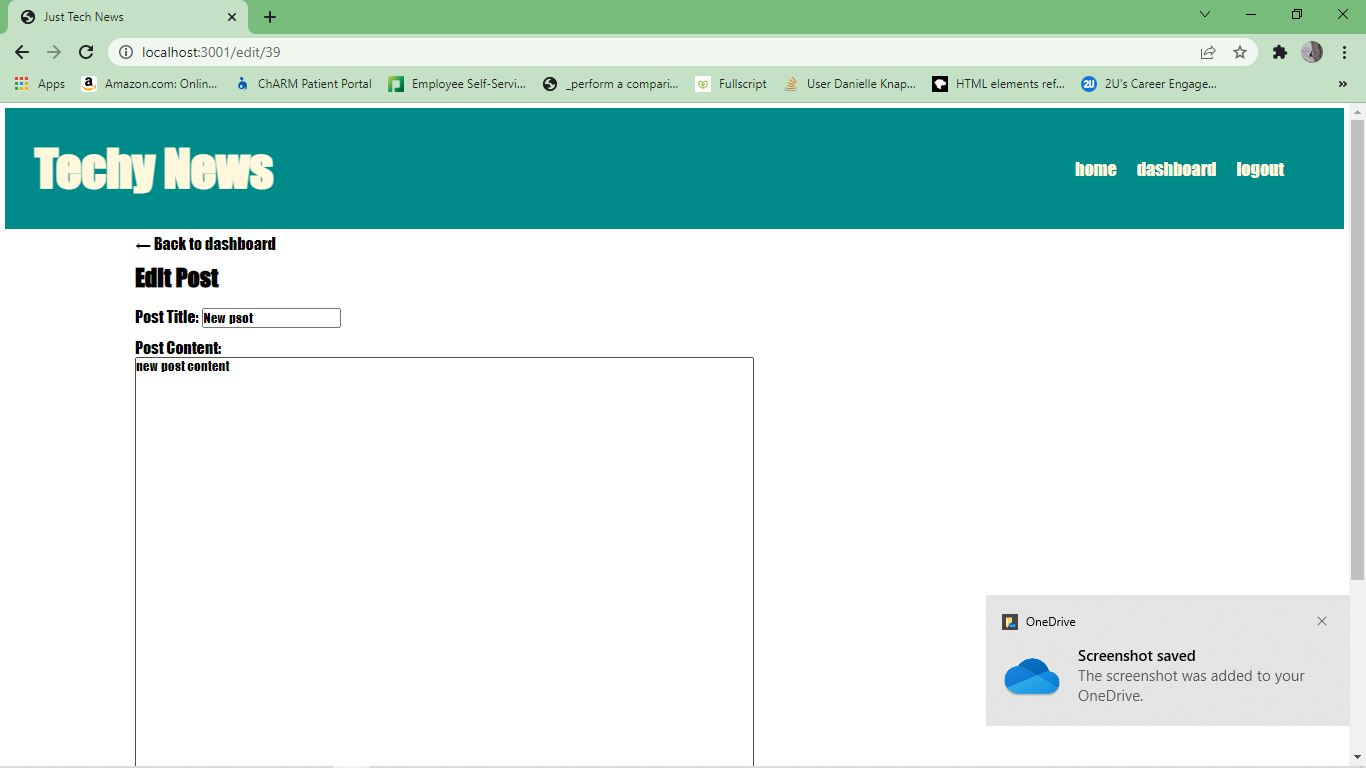 Just Tech News
localhost:3001/edit/39
Apps
Amazon.com: Onlin...
ChARM Patient Portal
Employee Self-Servi...
_perform a compari...
Fullscript
User Danielle Knap...
HTML elements ref...
2U
2U's Career Engage...
»
Techy News
home
dashboard
logout
← Back to dashboard
Edit Post
Post Title: New psot
Post Content:
new post content
OneDrive
Screenshot saved
The screenshot was added to your
OneDrive.